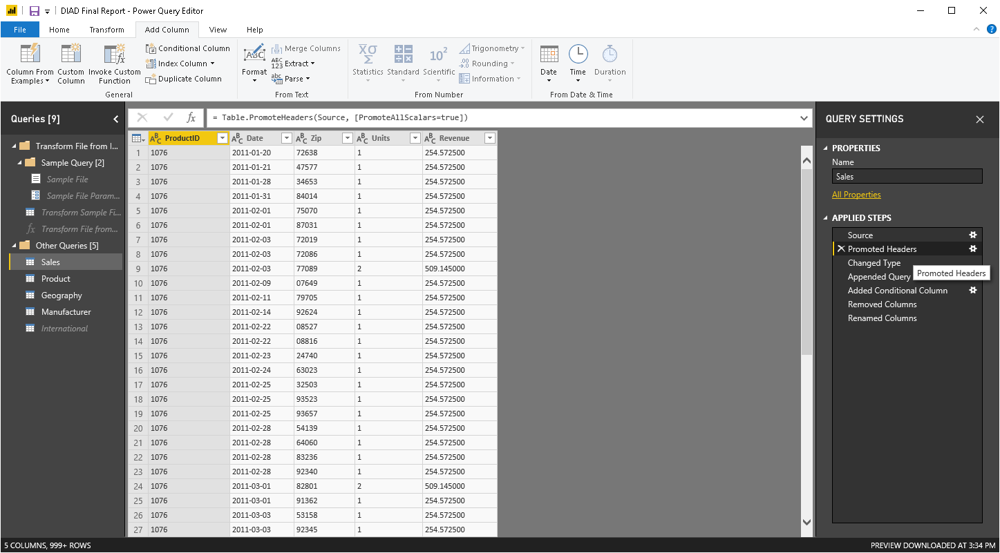 DIAD Final Report - Power Query Editor
File Home Transform Add Column View Help
Column From Examples
Custom Column
Invoke Custom Function
Conditional Column
Index Column
Duplicate Column
General
ABC
Format
Merge Columns
ABC 123 Extract
abc Parse
From Text
XΟ Σ
Statistics
Standard
10²
Scientific
Trigonometry
.00 Rounding
Information
From Number
Date
Time
Duration
From Date & Time
Queries [9]
Transform File from I...
Sample Query [2]
Sample File
Sample File Param...
Transform Sample Fi...
fx Transform File from...
Other Queries [5]
Sales
Product
Geography
Manufacturer
International
fx = Table.PromoteHeaders(Source, [PromoteAllScalars=true])
ABC ProductID ABC Date ABC Zip ABC Units ABC Revenue
1 1076 2011-01-20 72638 1 254.572500
2 1076 2011-01-21 47577 1 254.572500
3 1076 2011-01-28 34653 1 254.572500
4 1076 2011-01-31 84014 1 254.572500
5 1076 2011-02-01 75070 1 254.572500
6 1076 2011-02-01 87031 1 254.572500
7 1076 2011-02-03 72019 1 254.572500
8 1076 2011-02-03 72086 1 254.572500
9 1076 2011-02-03 77089 2 509.145000
10 1076 2011-02-09 07649 1 254.572500
11 1076 2011-02-11 79705 1 254.572500
12 1076 2011-02-14 92624 1 254.572500
13 1076 2011-02-22 08527 1 254.572500
14 1076 2011-02-22 08816 1 254.572500
15 1076 2011-02-23 24740 1 254.572500
16 1076 2011-02-24 63023 1 254.572500
17 1076 2011-02-25 32503 1 254.572500
18 1076 2011-02-25 93523 1 254.572500
19 1076 2011-02-25 93657 1 254.572500
20 1076 2011-02-28 54139 1 254.572500
21 1076 2011-02-28 64060 1 254.572500
22 1076 2011-02-28 83236 1 254.572500
23 1076 2011-02-28 92340 1 254.572500
24 1076 2011-03-01 82801 2 509.145000
25 1076 2011-03-01 91362 1 254.572500
26 1076 2011-03-03 53158 1 254.572500
27 1076 2011-03-03 92345 1 254.572500
QUERY SETTINGS
PROPERTIES
Name
Sales
All Properties
APPLIED STEPS
Source
Promoted Headers
Changed Type
Appended Query
Promoted Headers
Added Conditional Column
Removed Columns
Renamed Columns
5 COLUMNS, 999+ ROWS
PREVIEW DOWNLOADED AT 3:34 PM